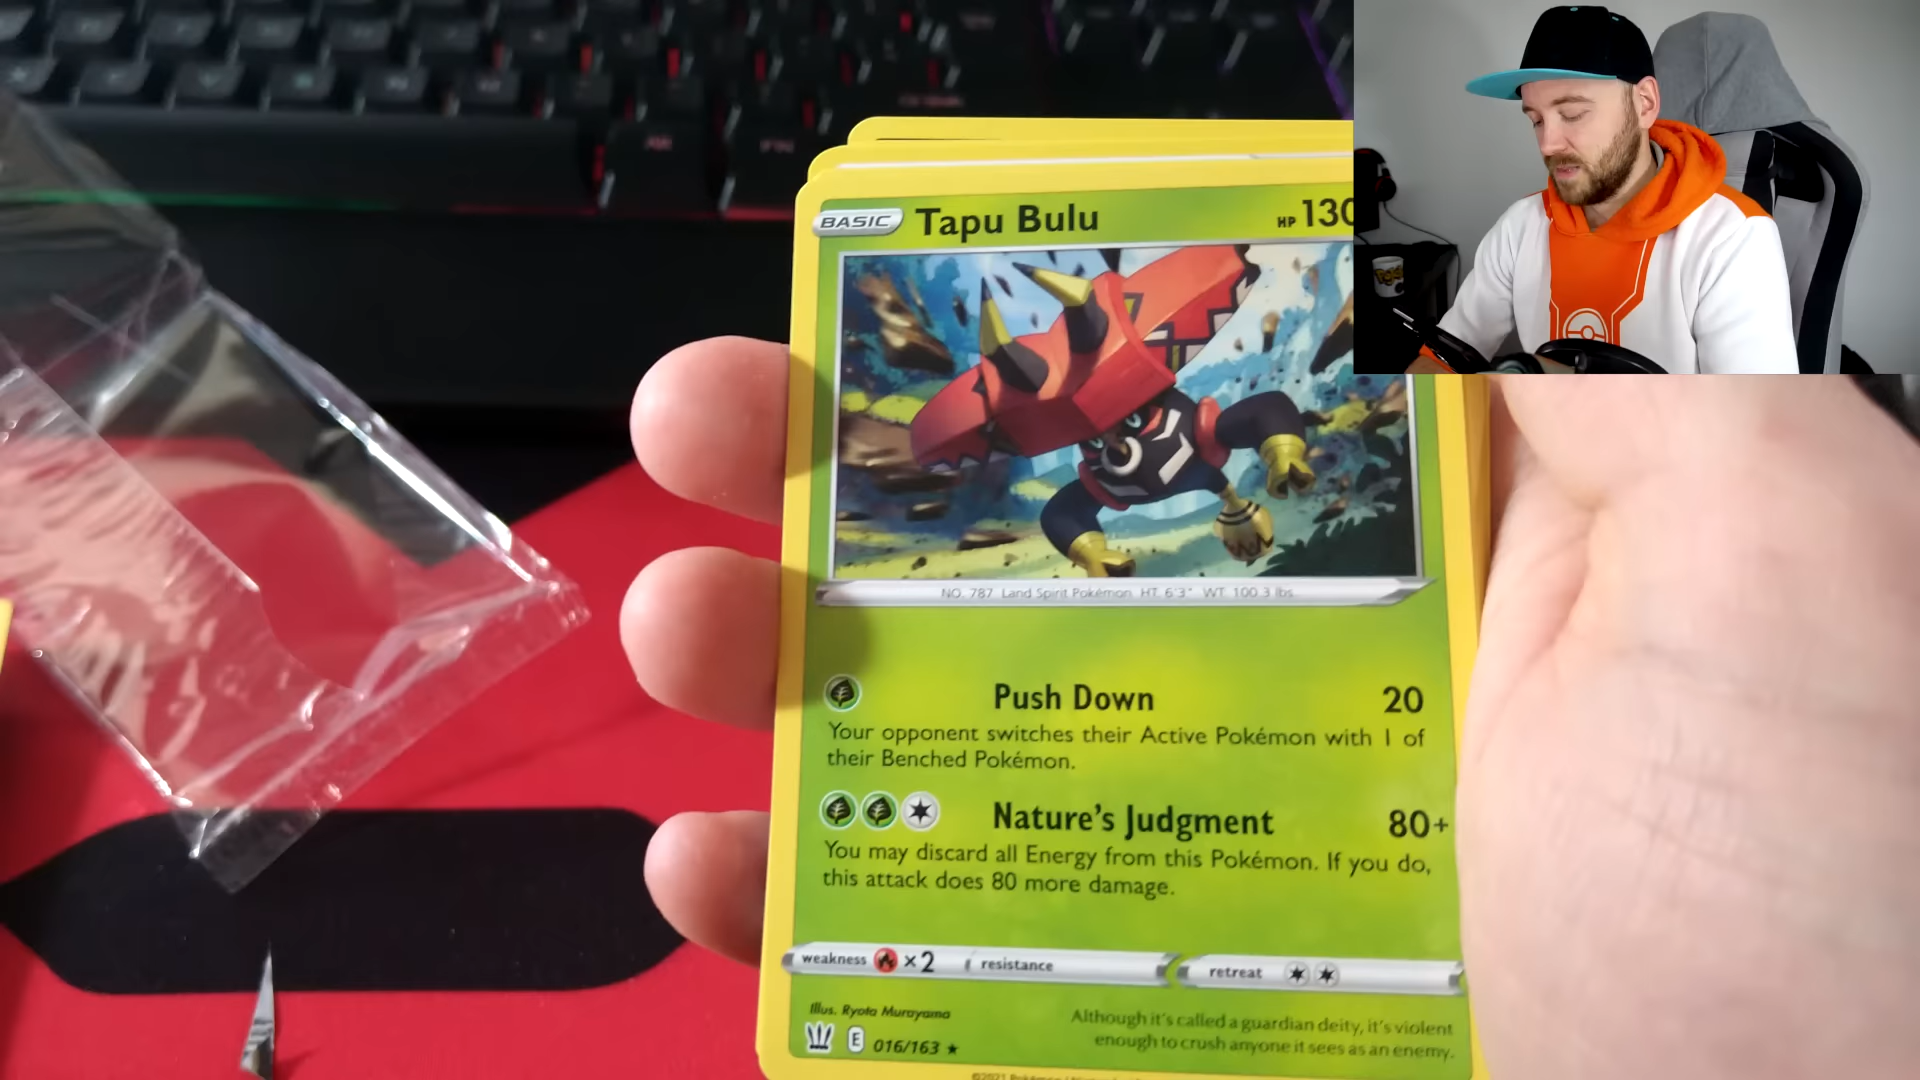 BASIC Tapu Bulu HP 130
NO. 787 Land Spirit Pokémon HT 6'3" WT 100.3 lbs.
Push Down 20
Your opponent switches their Active Pokémon with 1 of
their Benched Pokémon.
Nature's Judgment 80+
You may discard all Energy from this Pokémon. If you do,
this attack does 80 more damage.
weakness ×2 resistance retreat
Illus. Ryota Murayama
E 016/163 ★
Although it's called a guardian deity, it's violent
enough to crush anyone it sees as an enemy.
©2021 Pokémon